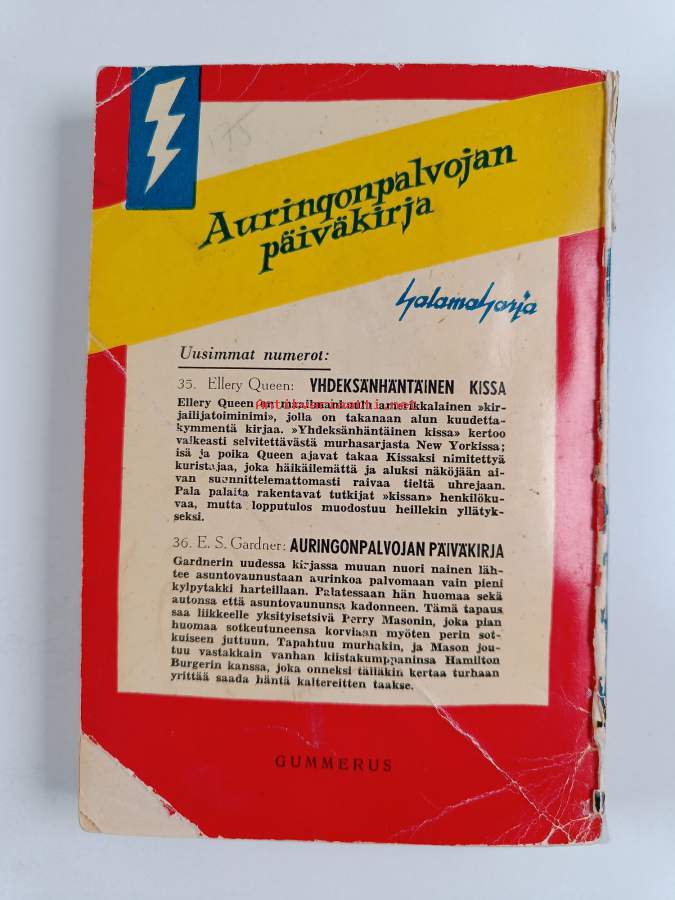 Auringonpalvojan
päiväkirja
Salamasarja
Uusimmat numerot:
35. Ellery Queen: YHDEKSÄNHÄNTÄINEN KISSA
Ellery Queen on maailmankulu amerikkalainen »kir-
jailijatoiminimi», jolla on takanaan alun kuudetta-
kymmentä kirjaa. »Yhdeksänhäntäinen kissa» kertoo
vaikeasti selvitettävästä murhasarjasta New Yorkissa;
isä ja poika Queen ajavat takaa Kissaksi nimitettyä
kuristajaa, joka häikäilemättä ja aluksi näköjään ai-
van suunnittelemattomasti raivaa tieltä uhrejaan.
Pala palalta rakentavat tutkijat »kissan» henkilöku-
vaa, mutta lopputulos muodostuu heillekin yllätyk-
seksi.
36. E. S. Gardner: AURINGONPALVOJAN PÄIVÄKIRJA
Gardnerin uudessa kirjassa muuan nuori nainen läh-
tee asuntovaunustaan aurinkoa palvomaan vain pieni
kylpytakki harteillaan. Palatessaan hän huomaa sekä
autonsa että asuntovaununsa kadonneen. Tämä tapaus
saa liikkeelle yksityisetsivä Perry Masonin, joka pian
huomaa sotkeutuneensa korviaan myöten perin sot-
kuiseen juttuun. Tapahtuu murhakin, ja Mason jou-
tuu vastakkain vanhan kiistakumppaninsa Hamilton
Burgerin kanssa, joka onneksi tälläkin kertaa turhaan
yrittää saada häntä kaltereitten taakse.
GUMMERUS